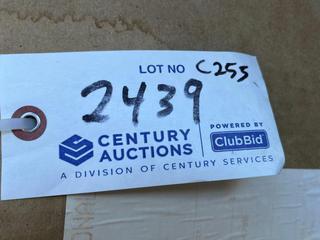 LOT NO C255
2439
CENTURY AUCTIONS
POWERED BY
ClubBid
A DIVISION OF CENTURY SERVICES